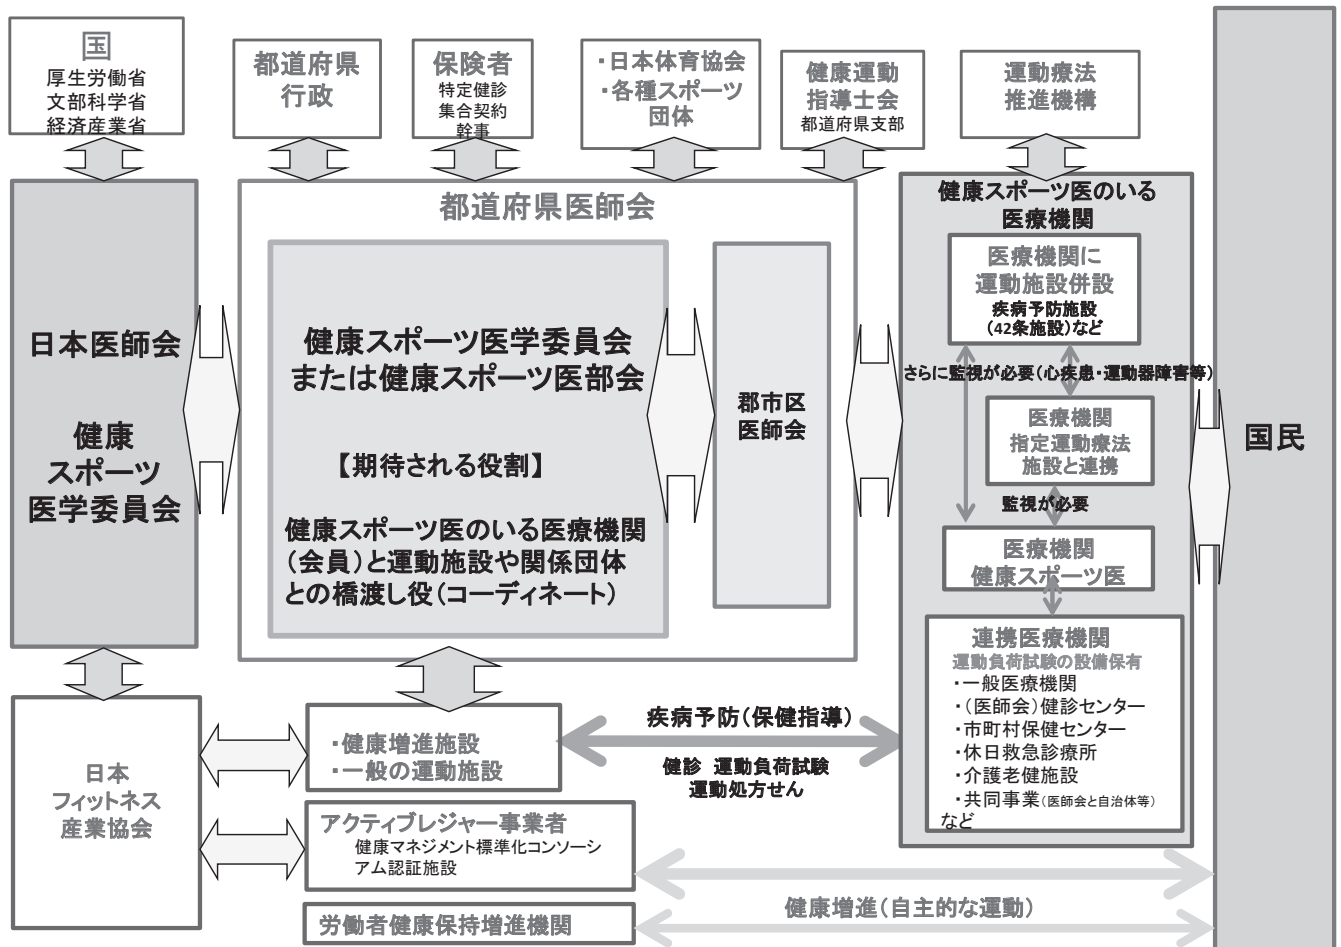 国
厚生労働省
文部科学省
経済産業省
都道府県
行政
保険者
特定健診
集合契約
幹事
・日本体育協会
・各種スポーツ
団体
健康運動
指導士会
都道府県支部
運動療法
推進機構
日本医師会
健康
スポーツ
医学委員会
都道府県医師会
健康スポーツ医学委員会
または健康スポーツ医部会
【期待される役割】
健康スポーツ医のいる医療機関
(会員)と運動施設や関係団体
との橋渡し役(コーディネート)
郡市区
医師会
健康スポーツ医のいる
医療機関
医療機関に
運動施設併設
疾病予防施設
(42条施設)など
さらに監視が必要(心疾患・運動器障害等)
医療機関
指定運動療法
施設と連携
監視が必要
医療機関
健康スポーツ医
連携医療機関
運動負荷試験の設備保有
・一般医療機関
・(医師会)健診センター
・市町村保健センター
・休日救急診療所
・介護老健施設
・共同事業(医師会と自治体等)
など
国民
日本
フィットネス
産業協会
・健康増進施設
・一般の運動施設
疾病予防(保健指導)
健診 運動負荷試験
運動処方せん
アクティブレジャー事業者
健康マネジメント標準化コンソーシ
アム認証施設
労働者健康保持増進機関
健康増進(自主的な運動)